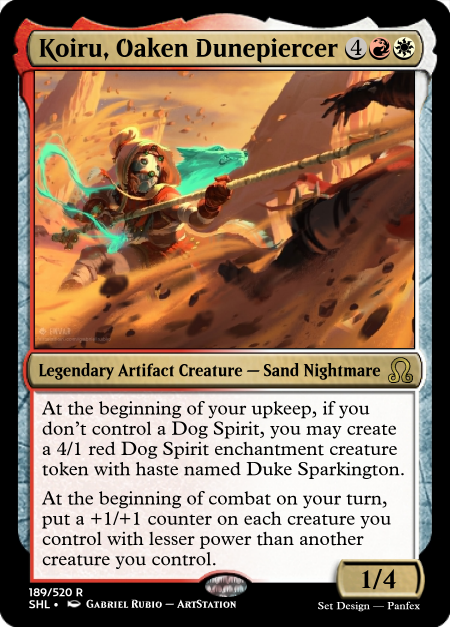 Koiru, Oaken Dunepiercer 4
Legendary Artifact Creature — Sand Nightmare
At the beginning of your upkeep, if you
don't control a Dog Spirit, you may create
a 4/1 red Dog Spirit enchantment creature
token with haste named Duke Sparkington.
At the beginning of combat on your turn,
put a +1/+1 counter on each creature you
control with lesser power than another
creature you control.
1/4
189/520 R
SHL • Gabriel Rubio — ArtStation
Set Design — Panfex